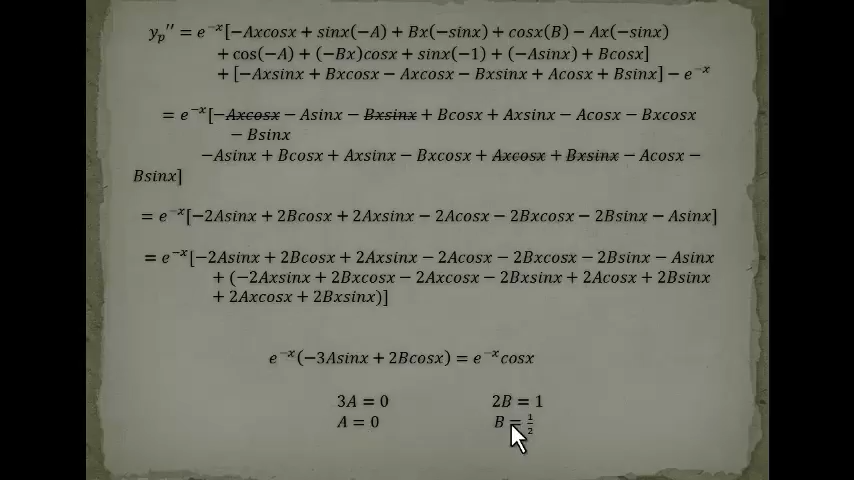 yₚ'' = e⁻ˣ[−Axcosx + sinx(−A) + Bx(−sinx) + cosx(B) − Ax(−sinx)
+ cos(−A) + (−Bx)cosx + sinx(−1) + (−Asinx) + Bcosx]
+ [−Axsinx + Bxcosx − Axcosx − Bxsinx + Acosx + Bsinx] − e⁻ˣ
= e⁻ˣ[−Axcosx − Asinx − Bxsinx + Bcosx + Axsinx − Acosx − Bxcosx
− Bsinx
−Asinx + Bcosx + Axsinx − Bxcosx + Axcosx + Bxsinx − Acosx −
Bsinx]
= e⁻ˣ[−2Asinx + 2Bcosx + 2Axsinx − 2Acosx − 2Bxcosx − 2Bsinx − Asinx]
= e⁻ˣ[−2Asinx + 2Bcosx + 2Axsinx − 2Acosx − 2Bxcosx − 2Bsinx − Asinx
+ (−2Axsinx + 2Bxcosx − 2Axcosx − 2Bxsinx + 2Acosx + 2Bsinx
+ 2Axcosx + 2Bxsinx)]
e⁻ˣ(−3Asinx + 2Bcosx) = e⁻ˣcosx
3A = 0 2B = 1
A = 0 B = ½